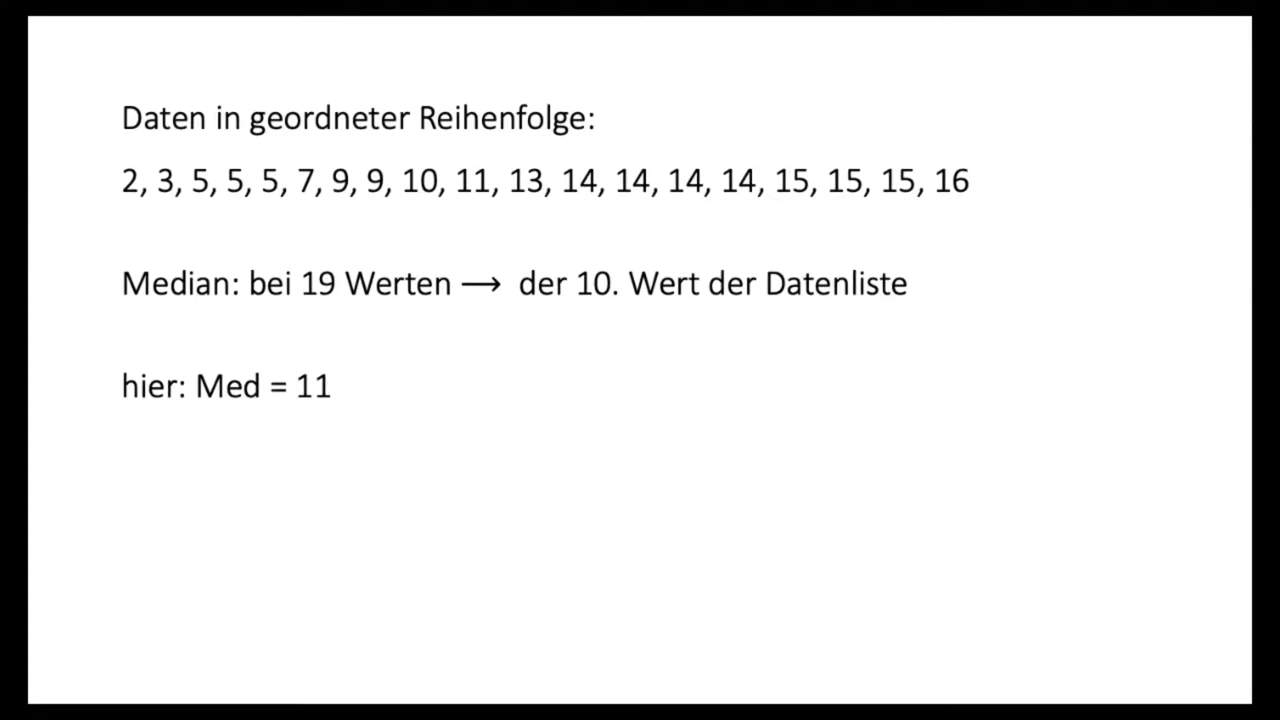 Daten in geordneter Reihenfolge:
2, 3, 5, 5, 5, 7, 9, 9, 10, 11, 13, 14, 14, 14, 14, 15, 15, 15, 16
Median: bei 19 Werten ⟶ der 10. Wert der Datenliste
hier: Med = 11